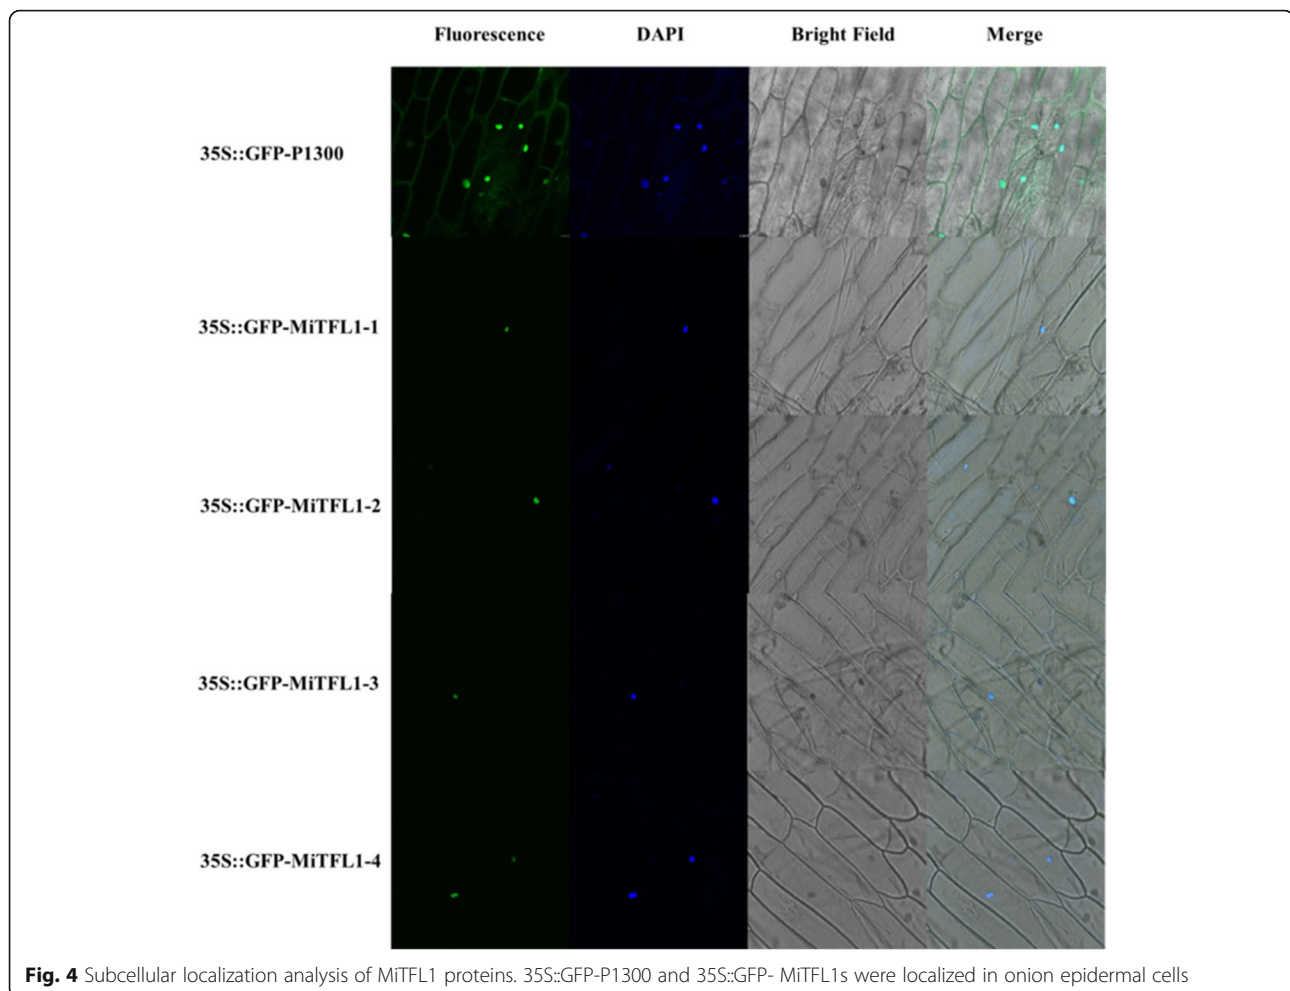 Fluorescence DAPI Bright Field Merge
35S::GFP-P1300
35S::GFP-MiTFL1-1
35S::GFP-MiTFL1-2
35S::GFP-MiTFL1-3
35S::GFP-MiTFL1-4
Fig. 4 Subcellular localization analysis of MiTFL1 proteins. 35S::GFP-P1300 and 35S::GFP- MiTFL1s were localized in onion epidermal cells